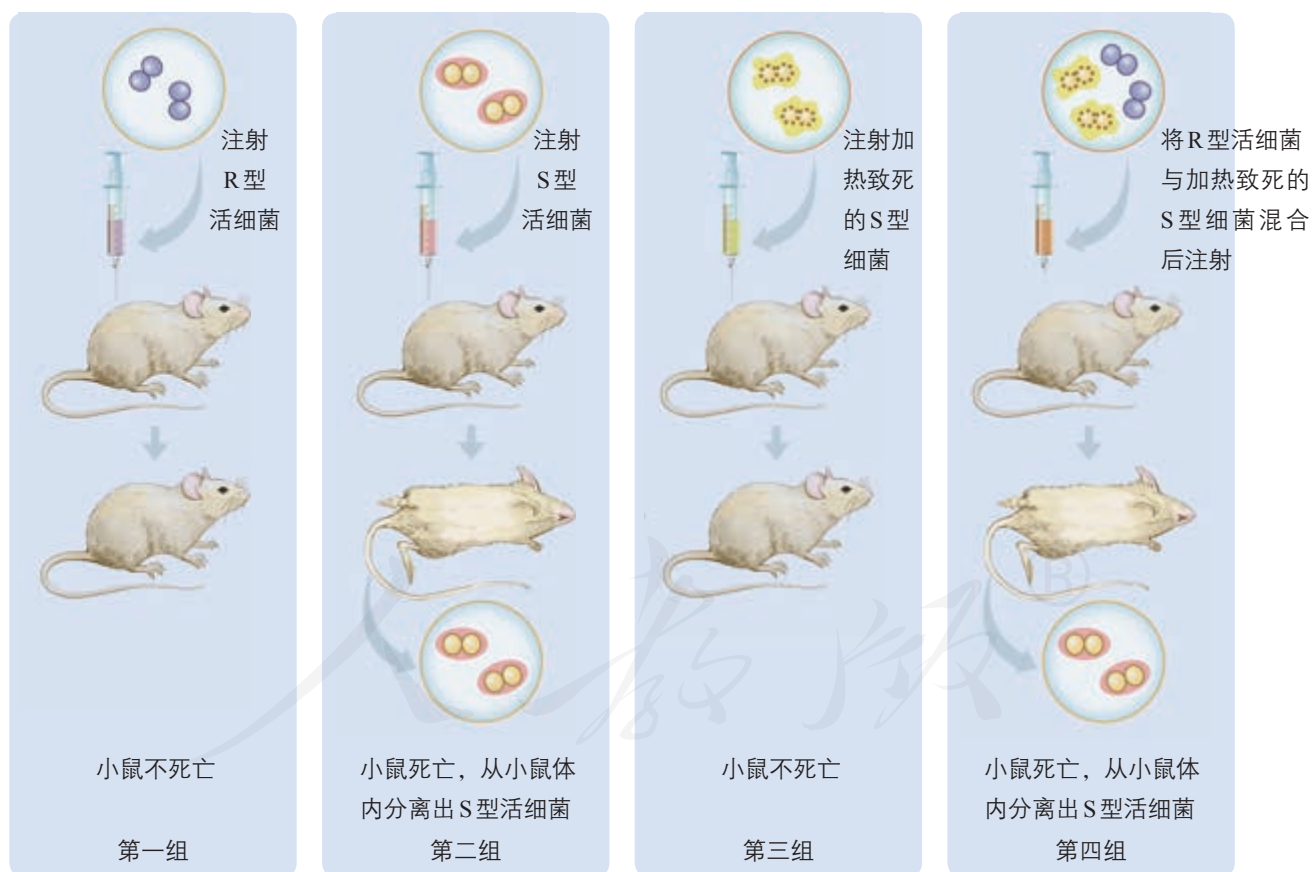 注射
R型
活细菌
注射
S型
活细菌
注射加
热致死
的S型
细菌
将R型活细菌
与加热致死的
S型细菌混合
后注射
人教版®
小鼠不死亡
小鼠死亡，从小鼠体
内分离出S型活细菌
小鼠不死亡
小鼠死亡，从小鼠体
内分离出S型活细菌
第一组
第二组
第三组
第四组